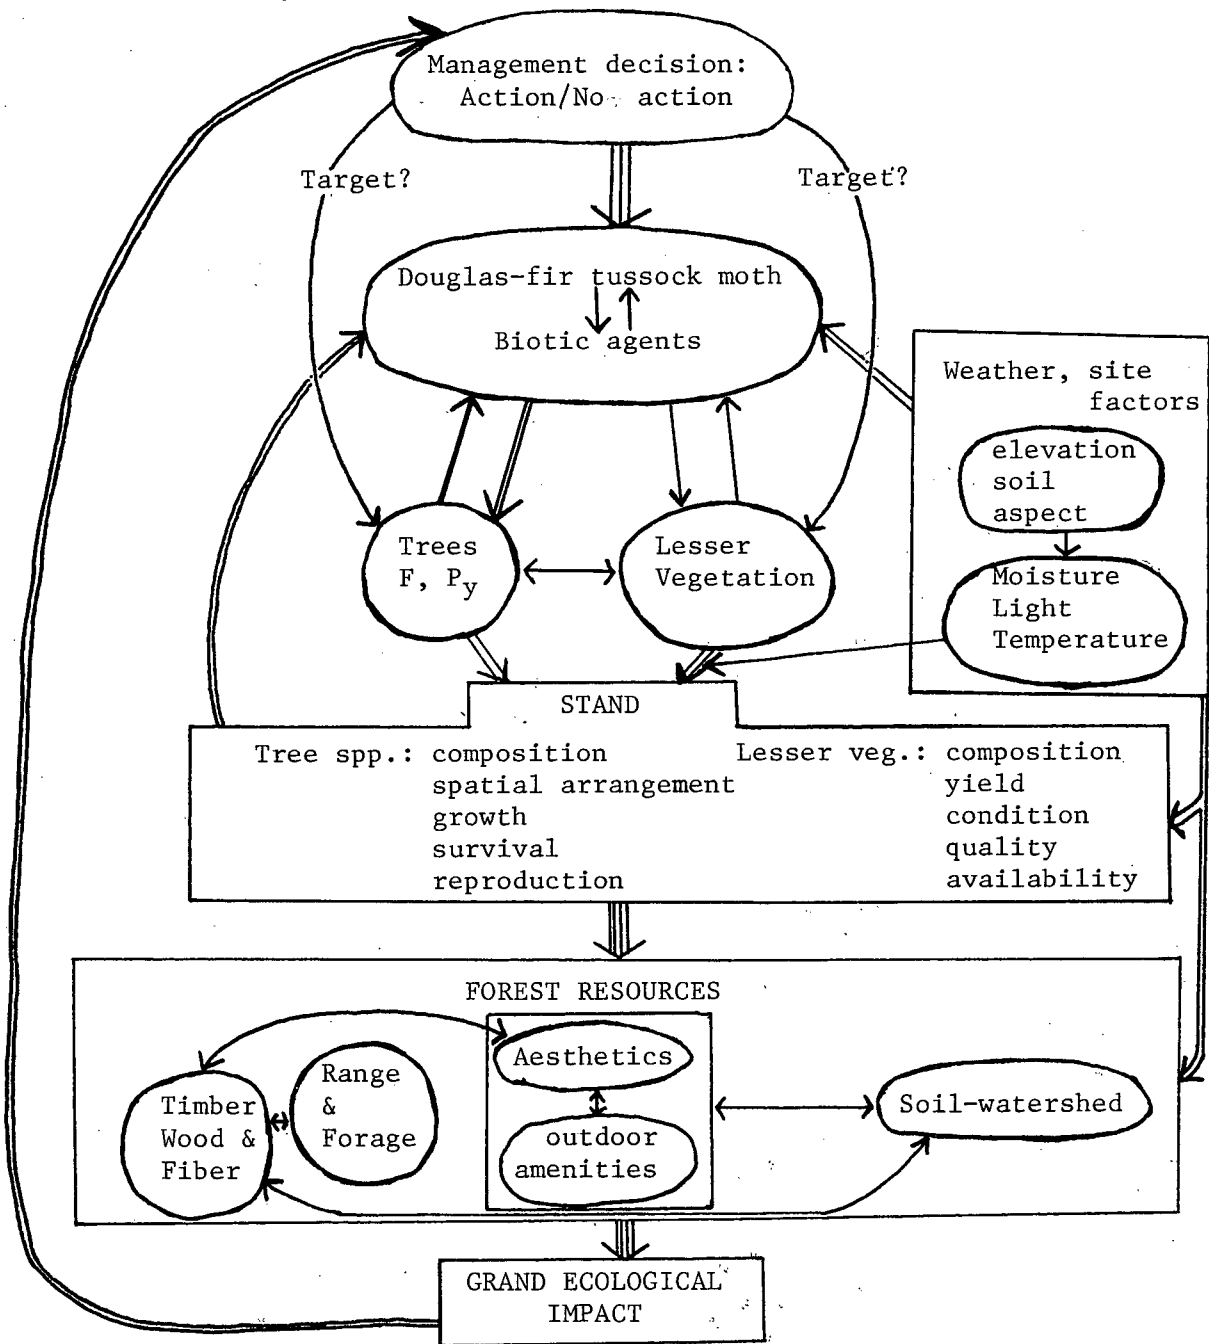 Management decision:
Action/No action
Target?
Target?
Douglas-fir tussock moth
Biotic agents
Weather, site
factors
elevation
soil
aspect
Moisture
Light
Temperature
Trees
F, Py
Lesser
Vegetation
STAND
Tree spp.: composition
spatial arrangement
growth
survival
reproduction
Lesser veg.: composition
yield
condition
quality
availability
FOREST RESOURCES
Timber
Wood &
Fiber
Range
&
Forage
Aesthetics
outdoor
amenities
Soil-watershed
GRAND ECOLOGICAL
IMPACT